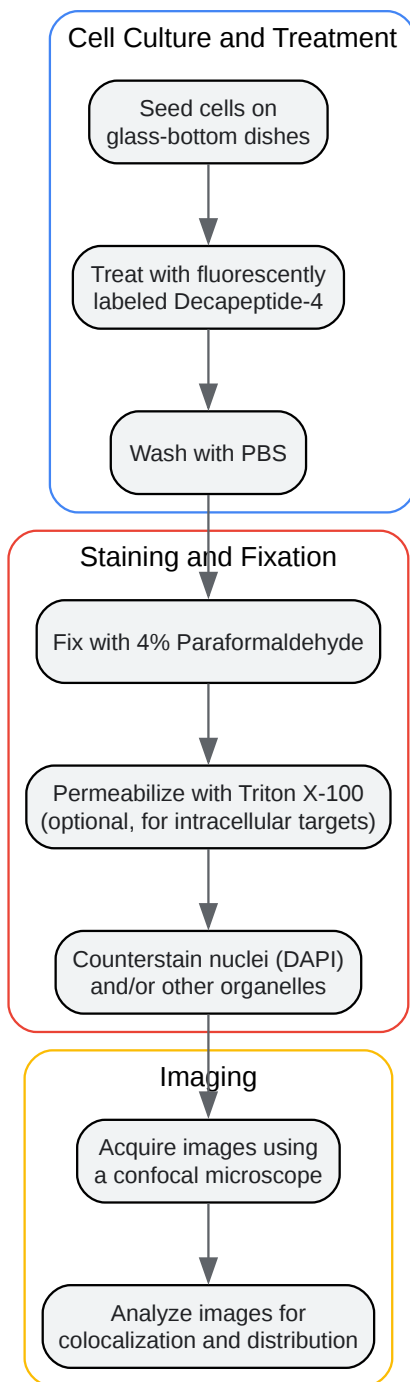 Cell Culture and Treatment
Seed cells on
glass-bottom dishes
Treat with fluorescently
labeled Decapeptide-4
Wash with PBS
Staining and Fixation
Fix with 4% Paraformaldehyde
Permeabilize with Triton X-100
(optional, for intracellular targets)
Counterstain nuclei (DAPI)
and/or other organelles
Imaging
Acquire images using
a confocal microscope
Analyze images for
colocalization and distribution